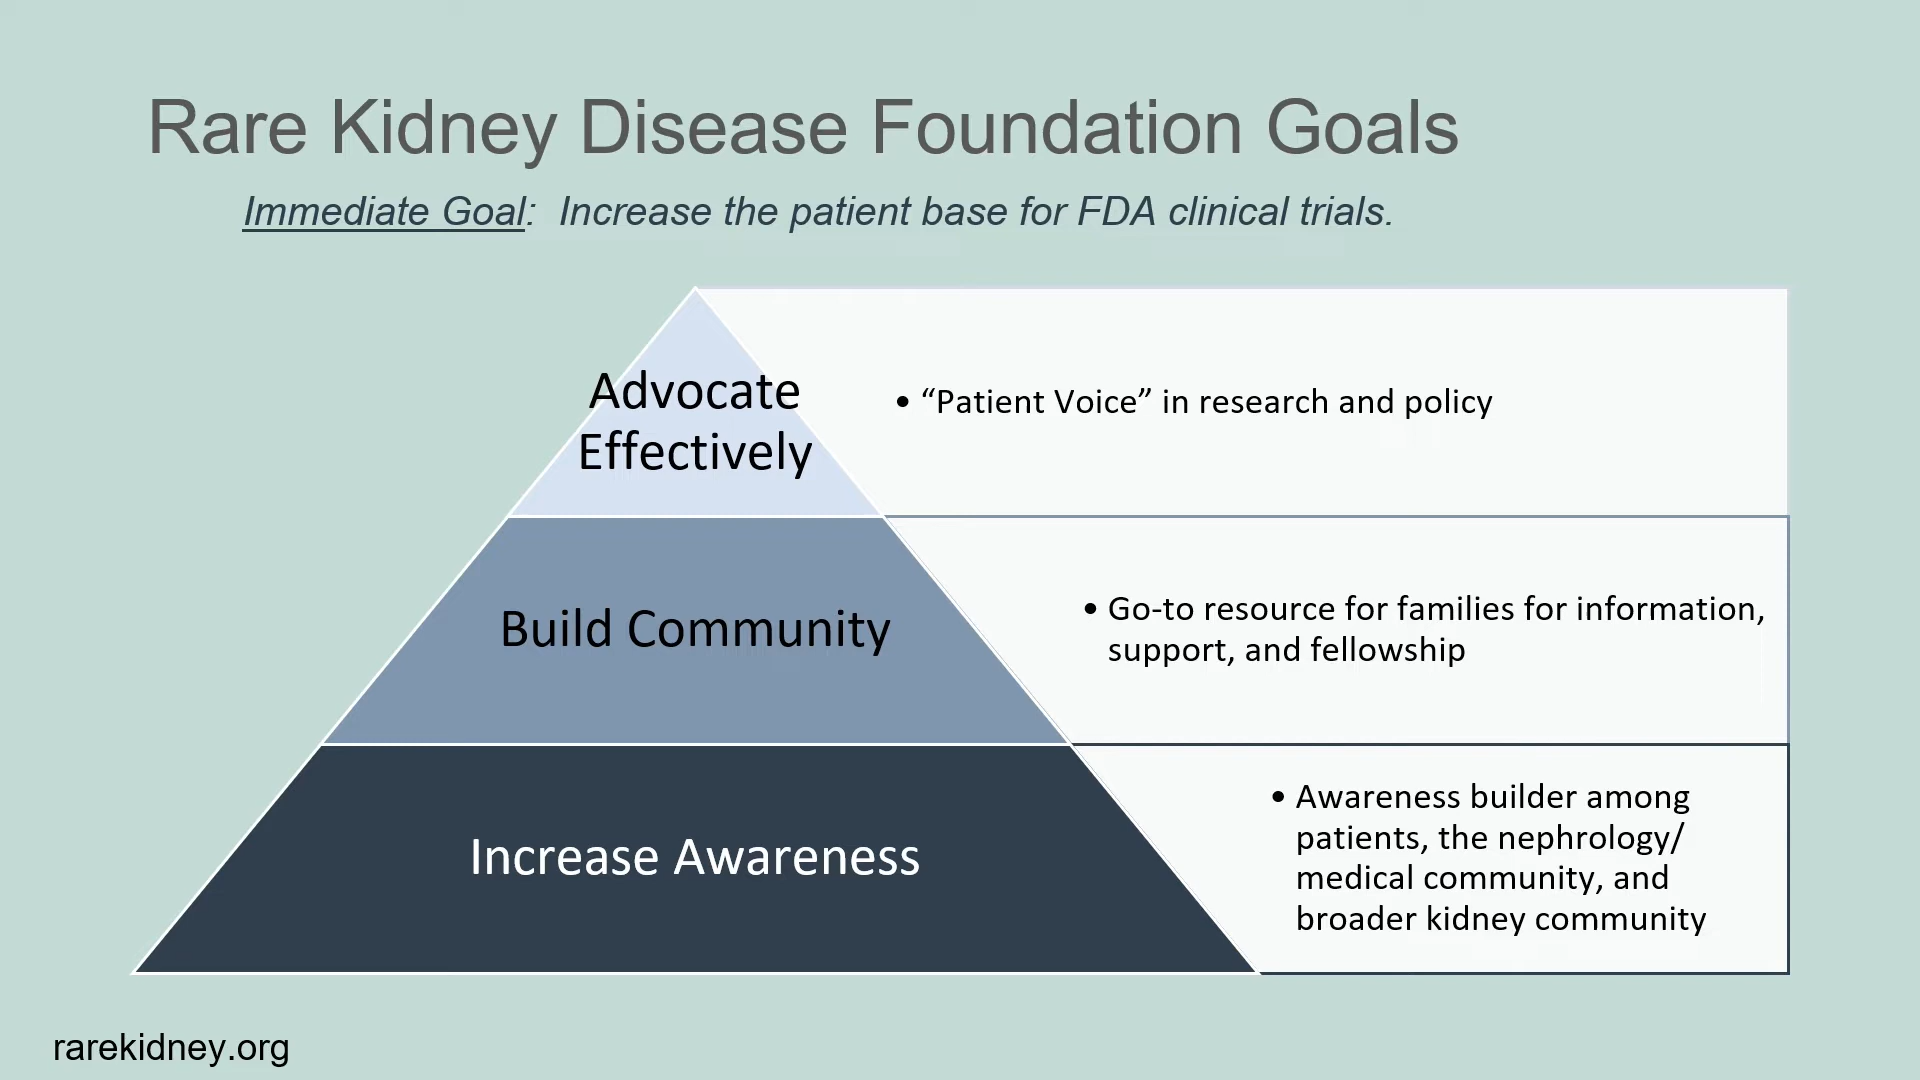 Rare Kidney Disease Foundation Goals
Immediate Goal:  Increase the patient base for FDA clinical trials.
Advocate
Effectively
• “Patient Voice” in research and policy
Build Community
• Go-to resource for families for information,
support, and fellowship
Increase Awareness
• Awareness builder among
patients, the nephrology/
medical community, and
broader kidney community
rarekidney.org